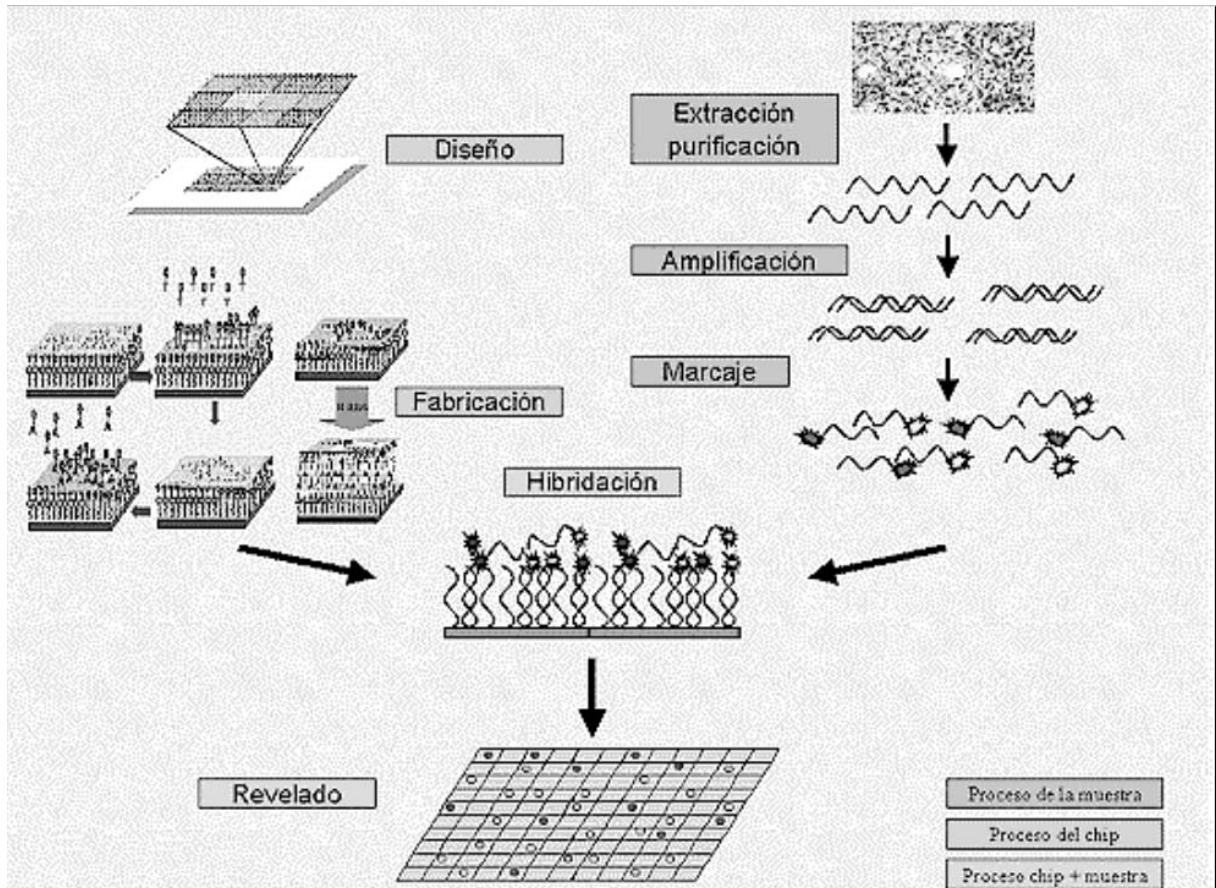 Diseño
Extracción
purificación
Amplificación
Marcaje
Fabricación
Hibridación
Revelado
Proceso de la muestra
Proceso del chip
Proceso chip + muestra